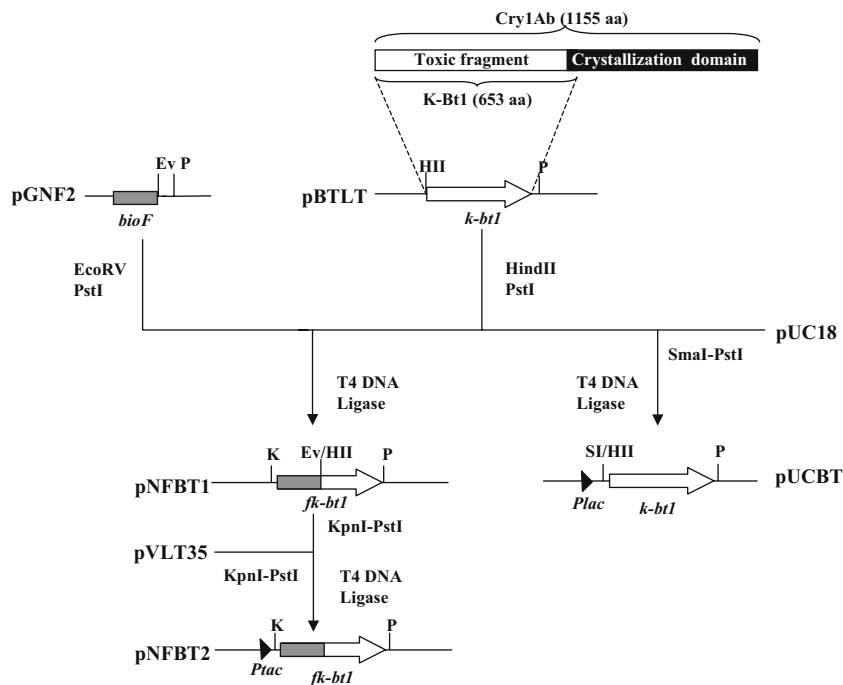 Cry1Ab (1155 aa)
Toxic fragment
Crystallization domain
K-Bt1 (653 aa)
Ev P
pGNF2
bioF
HII
P
pBTLT
k-bt1
EcoRV
PstI
HindII
PstI
pUC18
SmaI-PstI
T4 DNA
Ligase
T4 DNA
Ligase
K
Ev/HII
P
pNFBT1
fk-bt1
SI/HII
P
pUCBT
Plac
k-bt1
KpnI-PstI
pVLT35
KpnI-PstI
T4 DNA
Ligase
K
P
pNFBT2
Ptac
fk-bt1